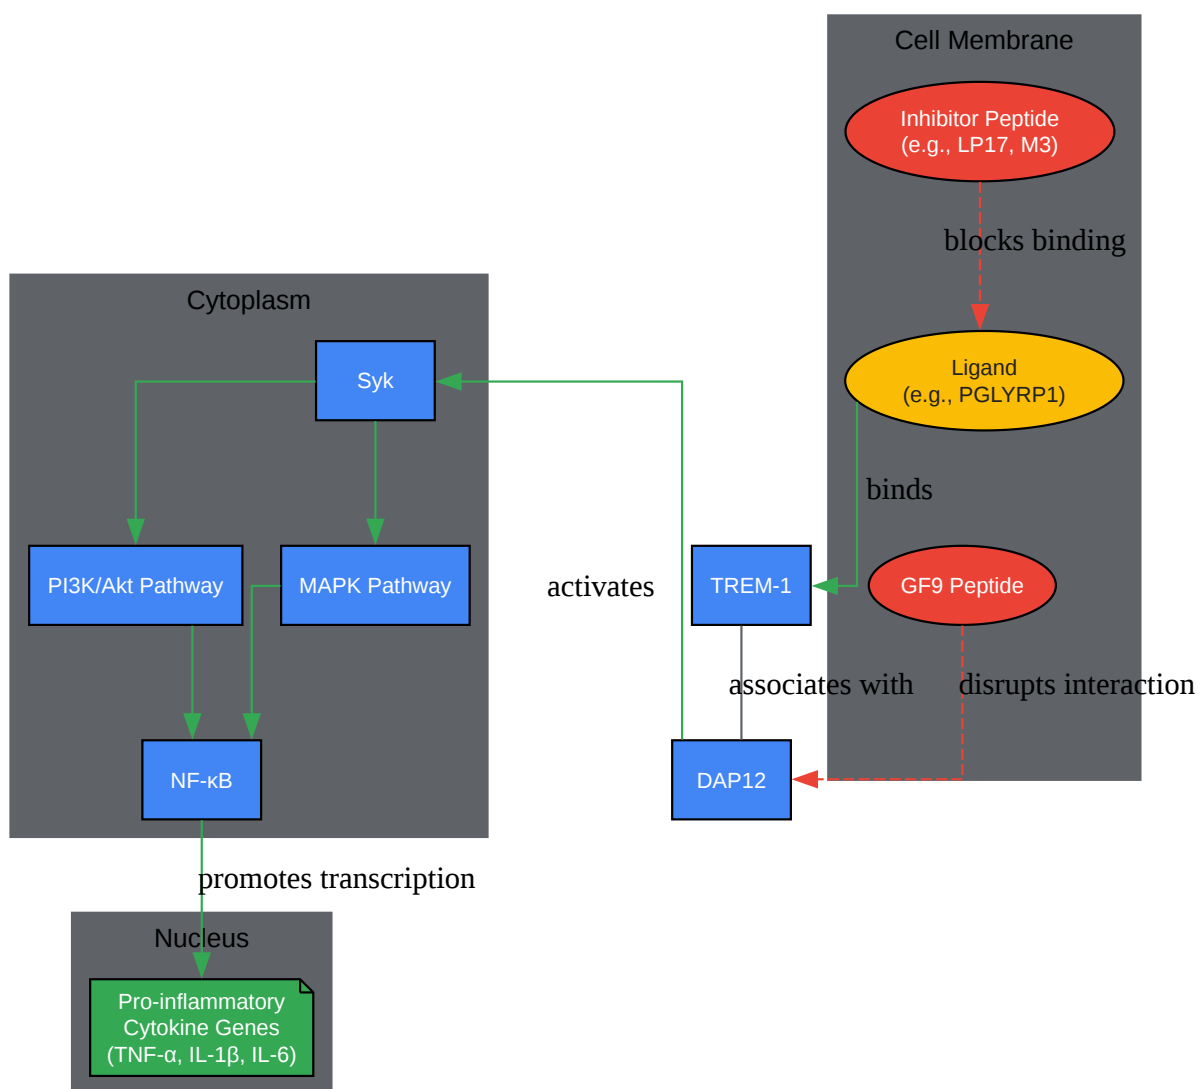 Cell Membrane
Inhibitor Peptide
(e.g., LP17, M3)
blocks binding
Cytoplasm
Syk
Ligand
(e.g., PGLYRP1)
binds
PI3K/Akt Pathway
MAPK Pathway
activates
TREM-1
GF9 Peptide
associates with
disrupts interaction
NF-κB
DAP12
promotes transcription
Nucleus
Pro-inflammatory
Cytokine Genes
(TNF-α, IL-1β, IL-6)